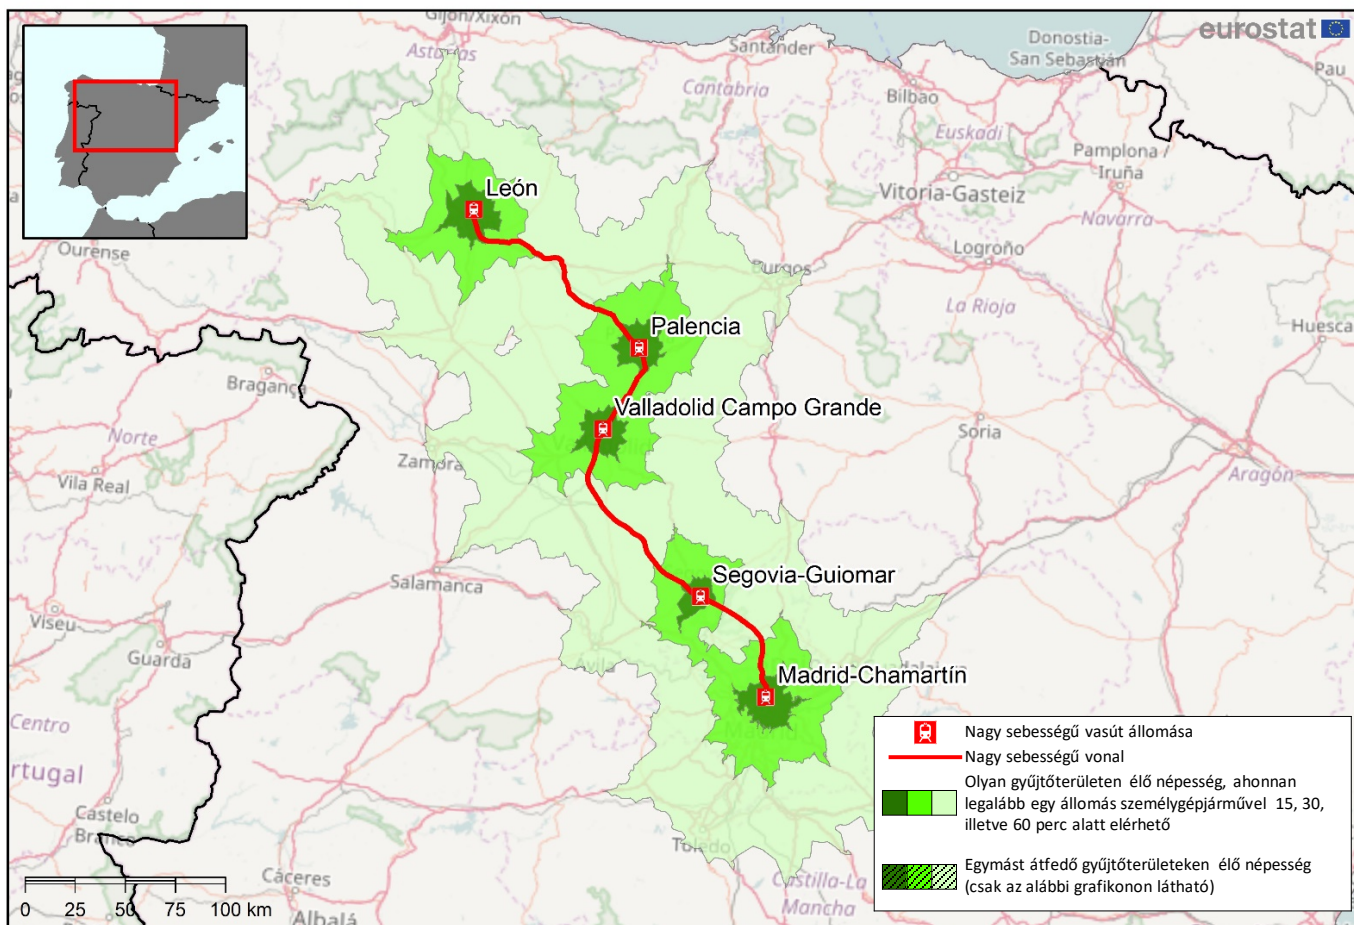 Gijón/Xixón
eurostat
Santander
Donostia-
San Sebastián
Asturias
Pau
Cantabria
Bilbao
Euskadi
Pamplona /
Iruña
León
Vitoria-Gasteiz
Navarra
Ourense
Logroño
Burgos
La Rioja
Palencia
Huesca
Bragança
Valladolid Campo Grande
Norte
Soria
Zamora
Aragón
Vila Real
Segovia-Guiomar
Salamanca
Viseu
Guarda
Ávila
Madrid-Chamartín
Centro
rtugal
Castelo
Branco
Toledo
Cáceres
Castilla-La
Mancha
Albalá
0 25 50 75 100 km
Nagy sebességű vasút állomása
Nagy sebességű vonal
Olyan gyűjtőterületen élő népesség, ahonnan
legalább egy állomás személygépjárművel 15, 30,
illetve 60 perc alatt elérhető
Egymást átfedő gyűjtőterületeken élő népesség
(csak az alábbi grafikonon látható)